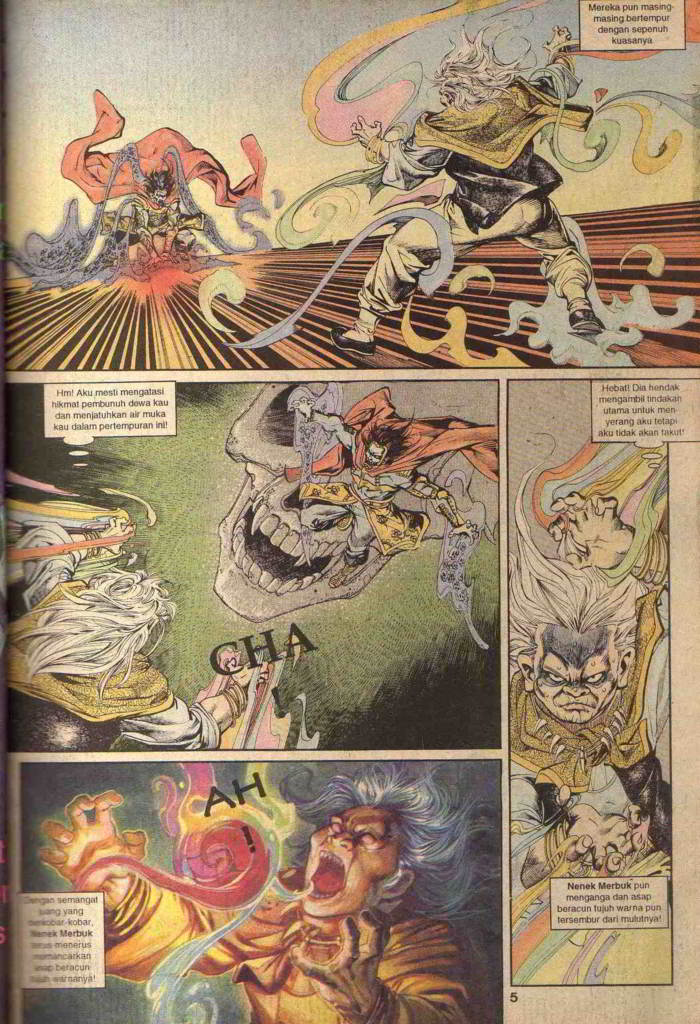 Mereka pun masing-
masing bertempur
dengan sepenuh
kuasanya
Hm! Aku mesti mengatasi
hikmat pembunuh dewa kau
dan menjatuhkan air muka
kau dalam pertempuran ini!
CHA
!
Hebat! Dia hendak
mengambil tindakan
utama untuk me-
nyerang aku tetapi
aku tidak akan takut!
Nenek Merbuk pun
menganga dan asap
beracun tujuh warna pun
tersembur dari mulutnya!
AH
!
Dengan semangat
juang yang
berkobar-kobar,
Nenek Merbuk
terus-menerus
memancarkan
asap beracun
tujuh warnanya!
5